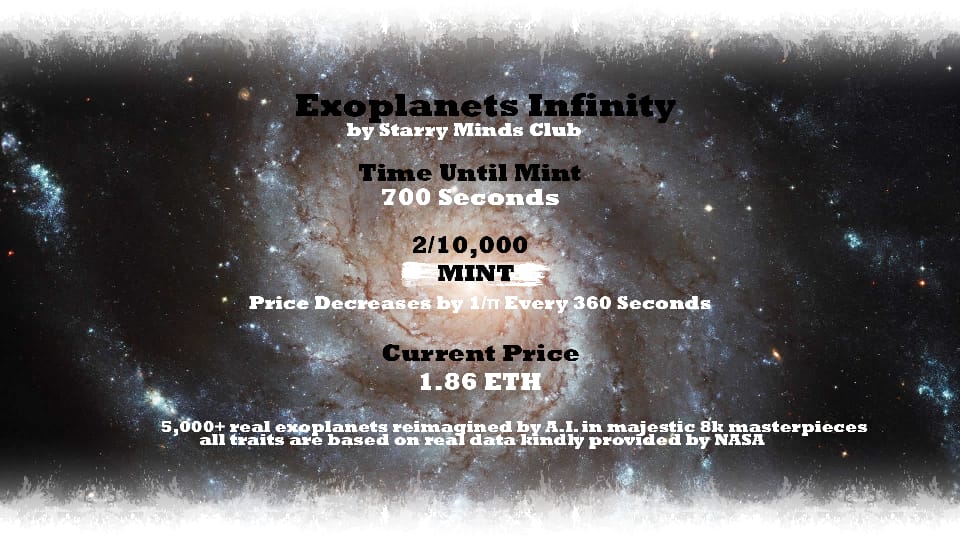 Exoplanets Infinity
by Starry Minds Club
Time Until Mint
700 Seconds
2/10,000
MINT
Price Decreases by 1/π Every 360 Seconds
Current Price
1.86 ETH
5,000+ real exoplanets reimagined by A.I. in majestic 8k masterpieces
all traits are based on real data kindly provided by NASA